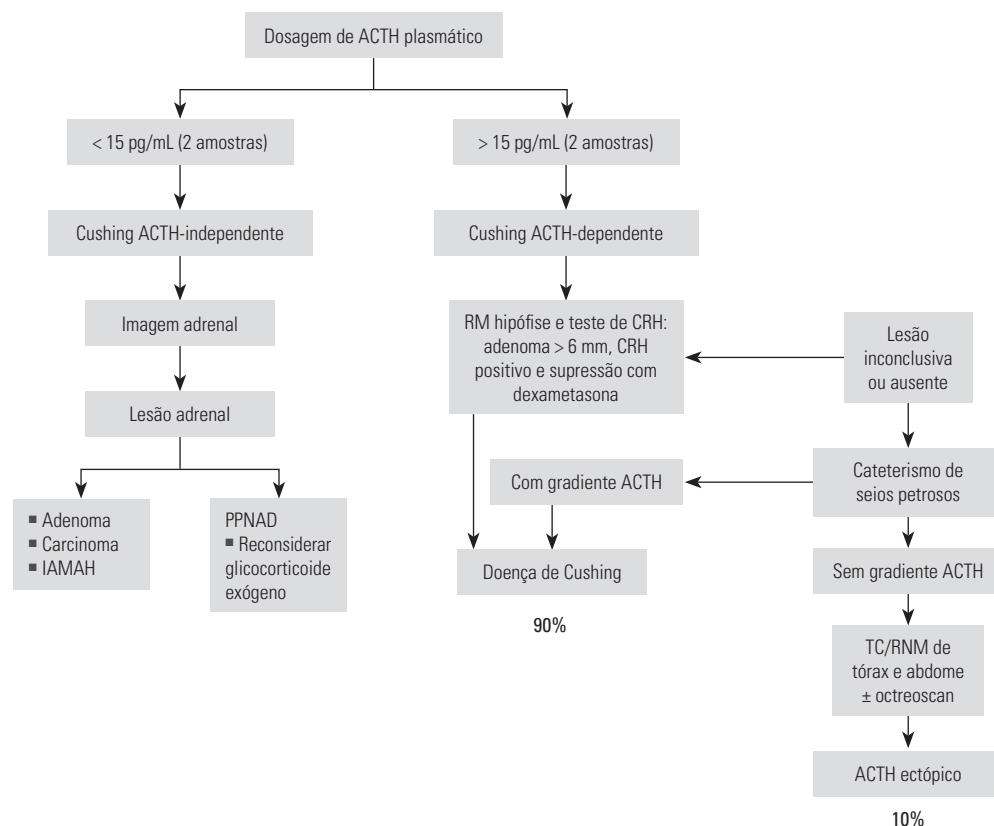 Dosagem de ACTH plasmático
< 15 pg/mL (2 amostras)
> 15 pg/mL (2 amostras)
Cushing ACTH-independente
Cushing ACTH-dependente
Imagem adrenal
RM hipófise e teste de CRH:
adenoma > 6 mm, CRH
positivo e supressão com
dexametasona
Lesão
inconclusiva
ou ausente
Lesão adrenal
Com gradiente ACTH
Cateterismo de
seios petrosos
■ Adenoma
■ Carcinoma
■ IAMAH
PPNAD
■ Reconsiderar
glicocorticoide
exógeno
Doença de Cushing
90%
Sem gradiente ACTH
TC/RNM de
tórax e abdome
± octreoscan
ACTH ectópico
10%